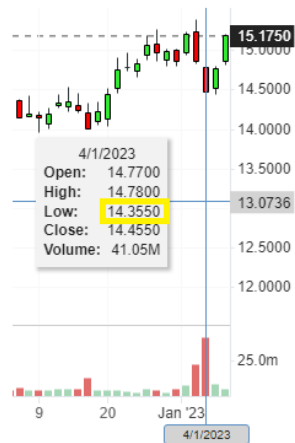 15.1750
15.0000
14.5000
14.0000
4/1/2023
Open: 14.7700
High: 14.7800
Low: 14.3550
Close: 14.4550
Volume: 41.05M
13.5000
13.0736
12.5000
12.0000
25.0m
9 20 Jan '23
4/1/2023